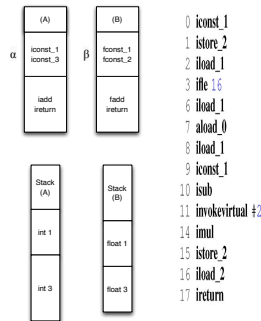 (A)
α
iconst_1
iconst_3
iadd
ireturn
(B)
β
fconst_1
fconst_2
fadd
ireturn
Stack
(A)
int 1
int 3
Stack
(B)
float 1
float 3
0 iconst_1
1 istore_2
2 iload_1
3 ifle 16
6 iload_1
7 aload_0
8 iload_1
9 iconst_1
10 isub
11 invokevirtual #2
14 imul
15 istore_2
16 iload_2
17 ireturn